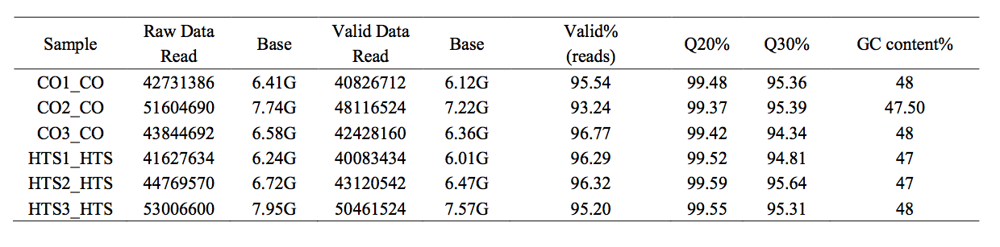 Sample Raw Data Read Base Valid Data Read Base Valid% (reads) Q20% Q30% GC content%
CO1_CO 42731386 6.41G 40826712 6.12G 95.54 99.48 95.36 48
CO2_CO 51604690 7.74G 48116524 7.22G 93.24 99.37 95.39 47.50
CO3_CO 43844692 6.58G 42428160 6.36G 96.77 99.42 94.34 48
HTS1_HTS 41627634 6.24G 40083434 6.01G 96.29 99.52 94.81 47
HTS2_HTS 44769570 6.72G 43120542 6.47G 96.32 99.59 95.64 47
HTS3_HTS 53006600 7.95G 50461524 7.57G 95.20 99.55 95.31 48